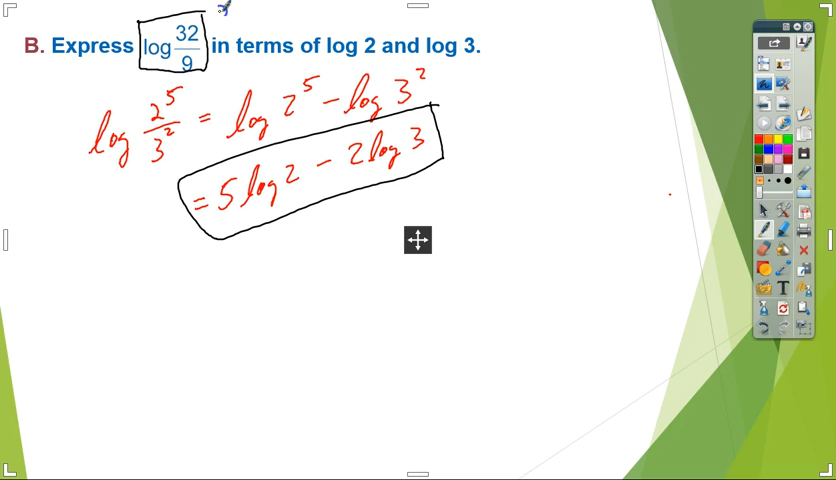 B. Express log 32/9 in terms of log 2 and log 3.
log 2^5/3^2 = log 2^5 − log 3^2
= 5 log 2 − 2 log 3
T